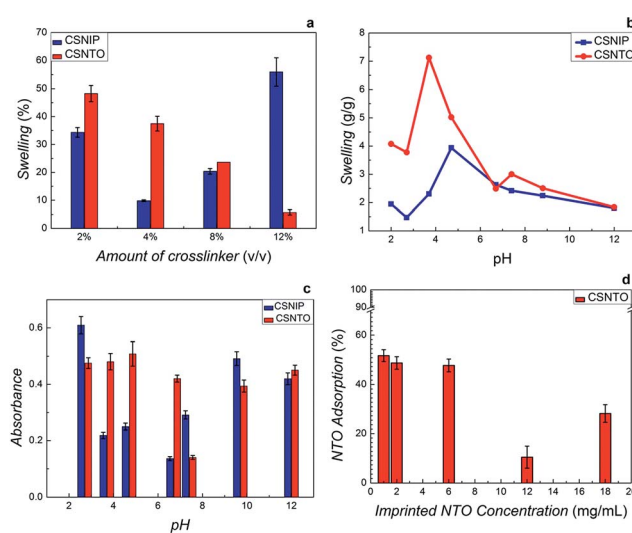 a
CSNIP
CSNTO
70
60
50
40
30
20
10
0
Swelling (%)
2% 4% 8% 12%
Amount of crosslinker (v/v)
b
CSNIP
CSNTO
8
7
6
5
4
3
2
1
Swelling (g/g)
2 4 6 8 10 12
pH
c
CSNIP
CSNTO
0.6
0.4
0.2
0.0
Absorbance
2 4 6 8 10 12
pH
d
CSNTO
100
90
80
60
40
20
0
NTO Adsorption (%)
0 2 4 6 8 10 12 14 16 18 20
Imprinted NTO Concentration (mg/mL)